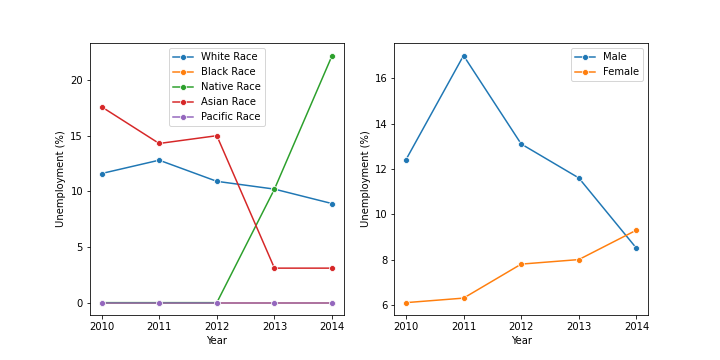 White Race
Black Race
Native Race
Asian Race
Pacific Race
Unemployment (%)
20
15
10
5
0
2010 2011 2012 2013 2014
Year
Male
Female
Unemployment (%)
16
14
12
10
8
6
2010 2011 2012 2013 2014
Year